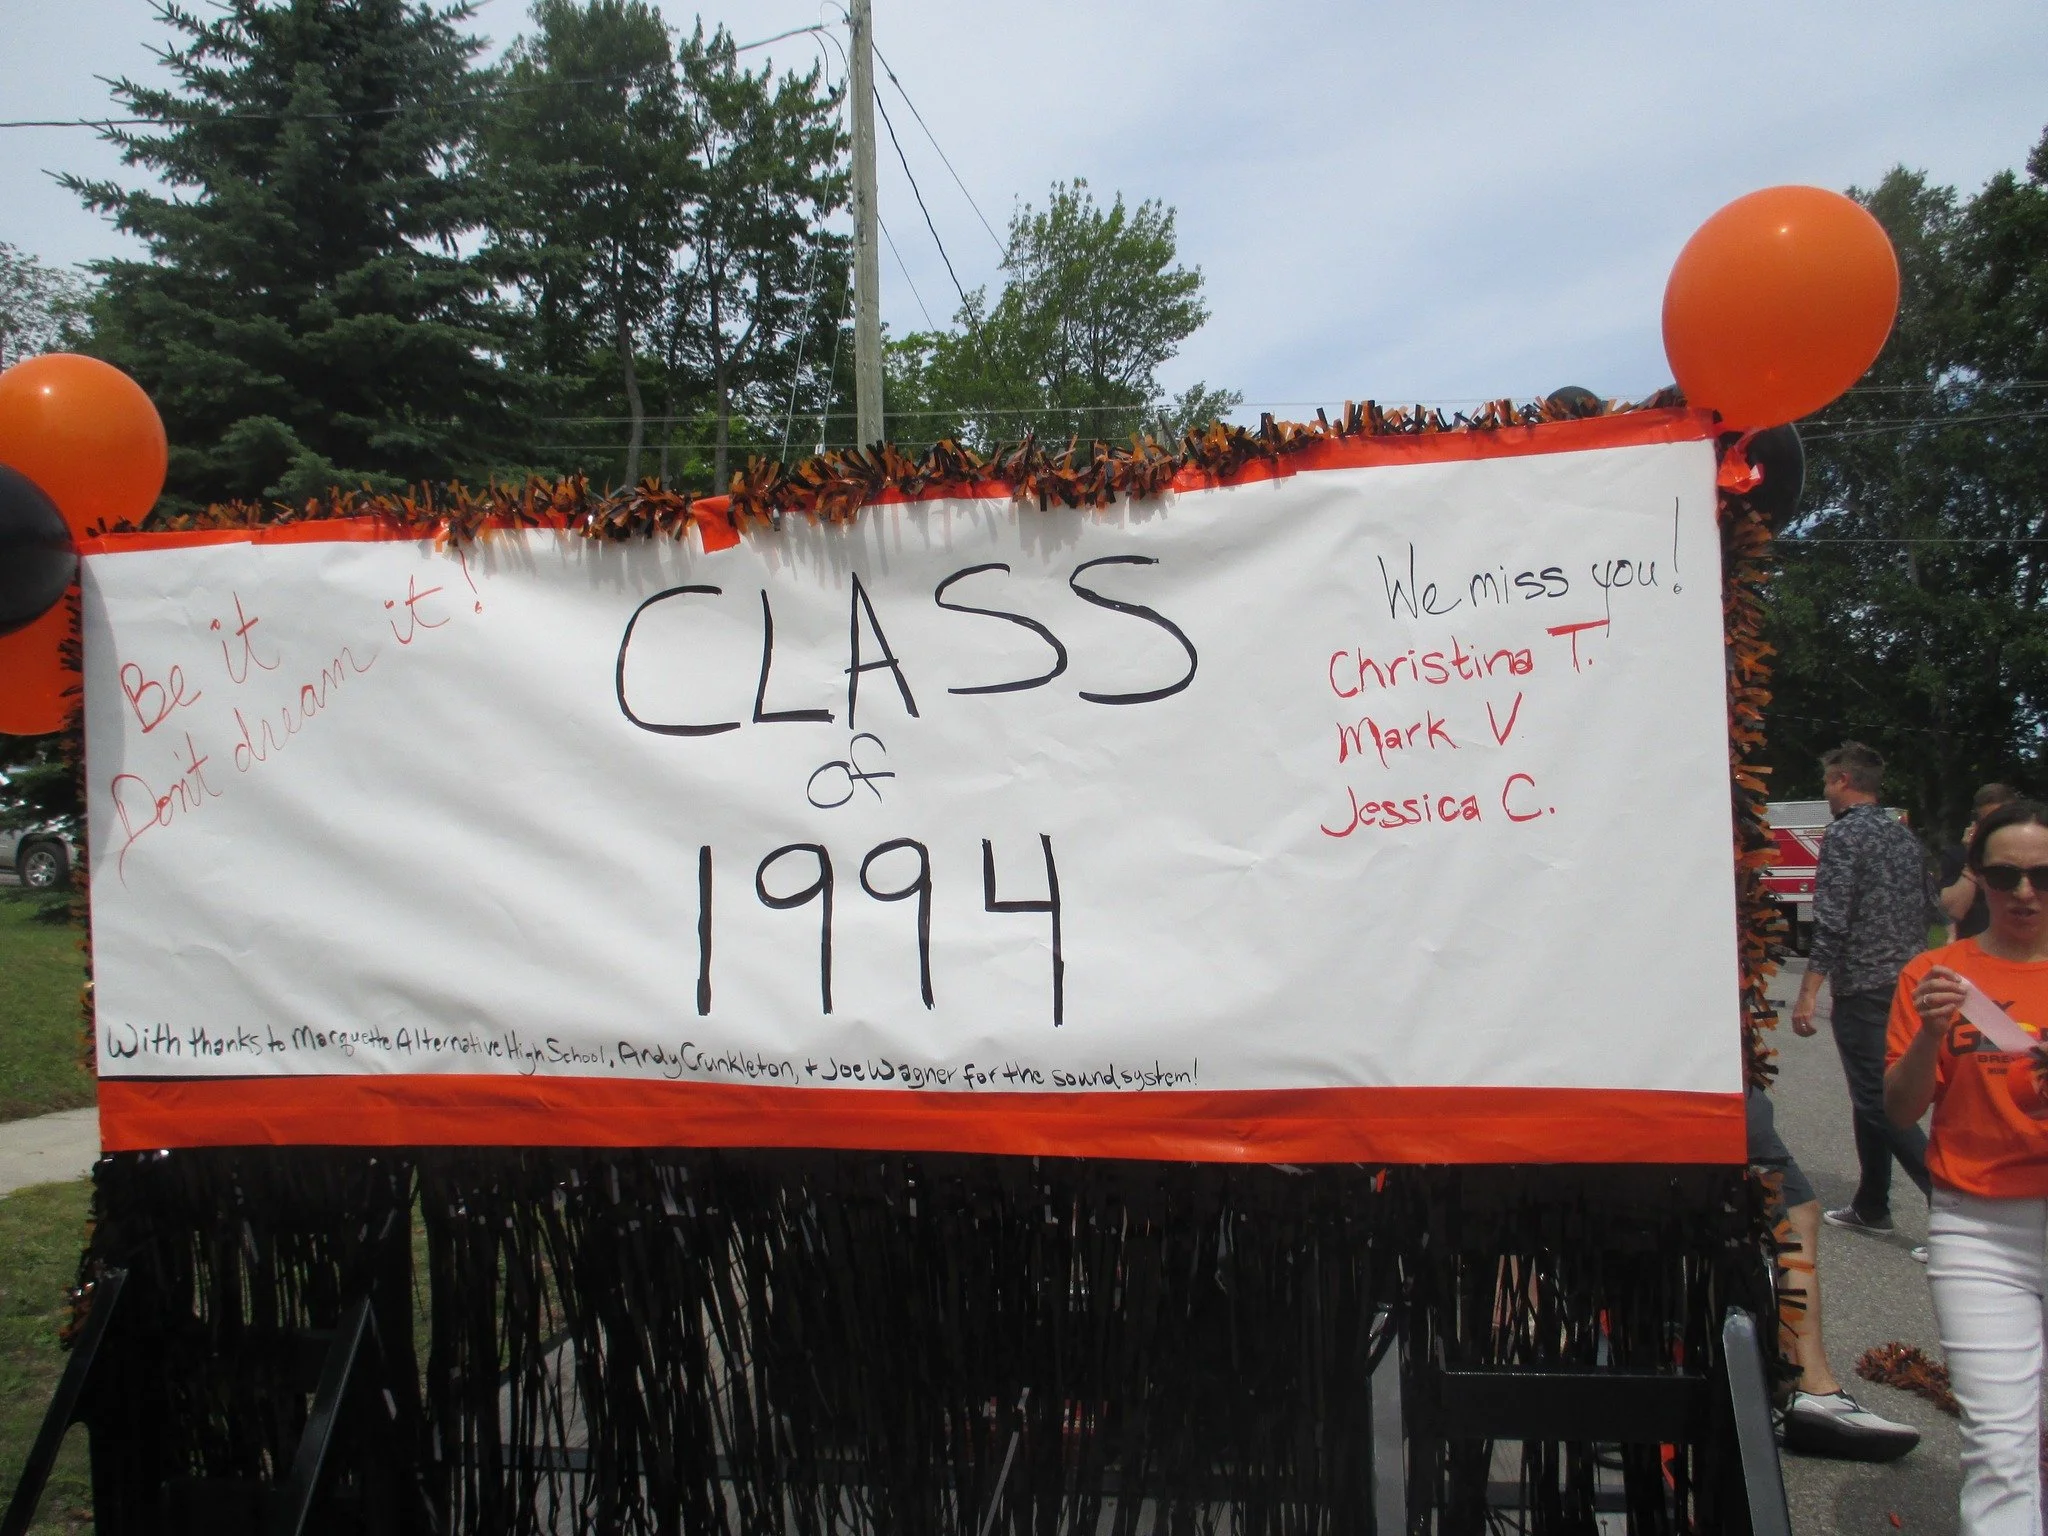 Be it
Don't dream it!
CLASS
of
1994
We miss you!
Christina T.
Mark V.
Jessica C.
With thanks to Marquette Alternative High School, Andy Crunkleton, + Joe Wagner for the sound system!